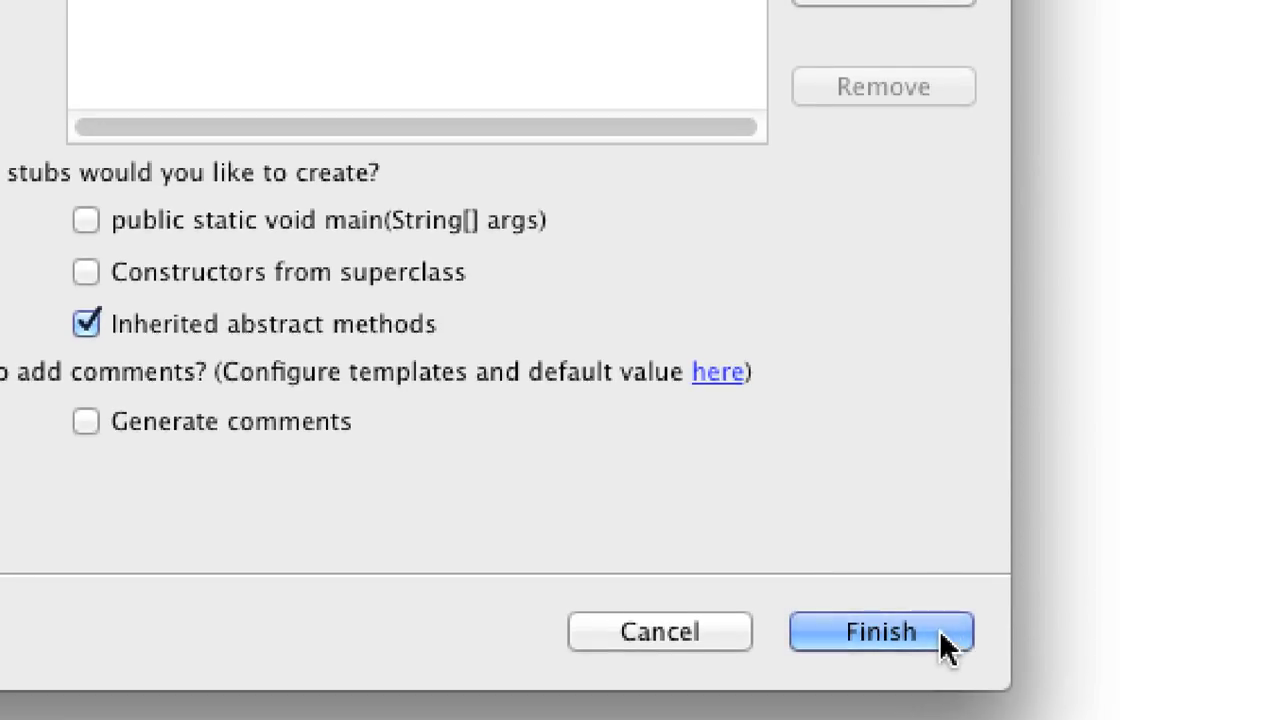 Remove
stubs would you like to create?
public static void main(String[] args)
Constructors from superclass
Inherited abstract methods
add comments? (Configure templates and default value here)
Generate comments
Cancel
Finish